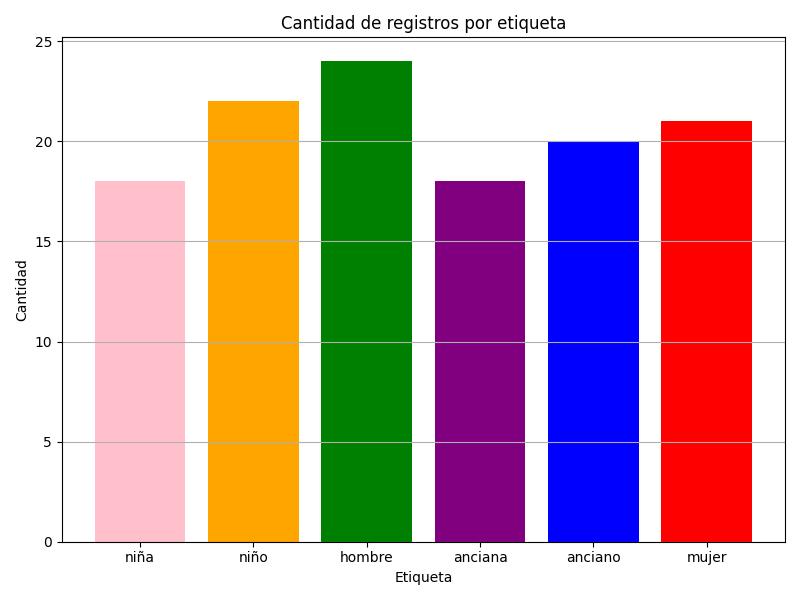 Cantidad de registros por etiqueta
25
20
15
10
5
0
Cantidad
niña niño hombre anciana anciano mujer
Etiqueta